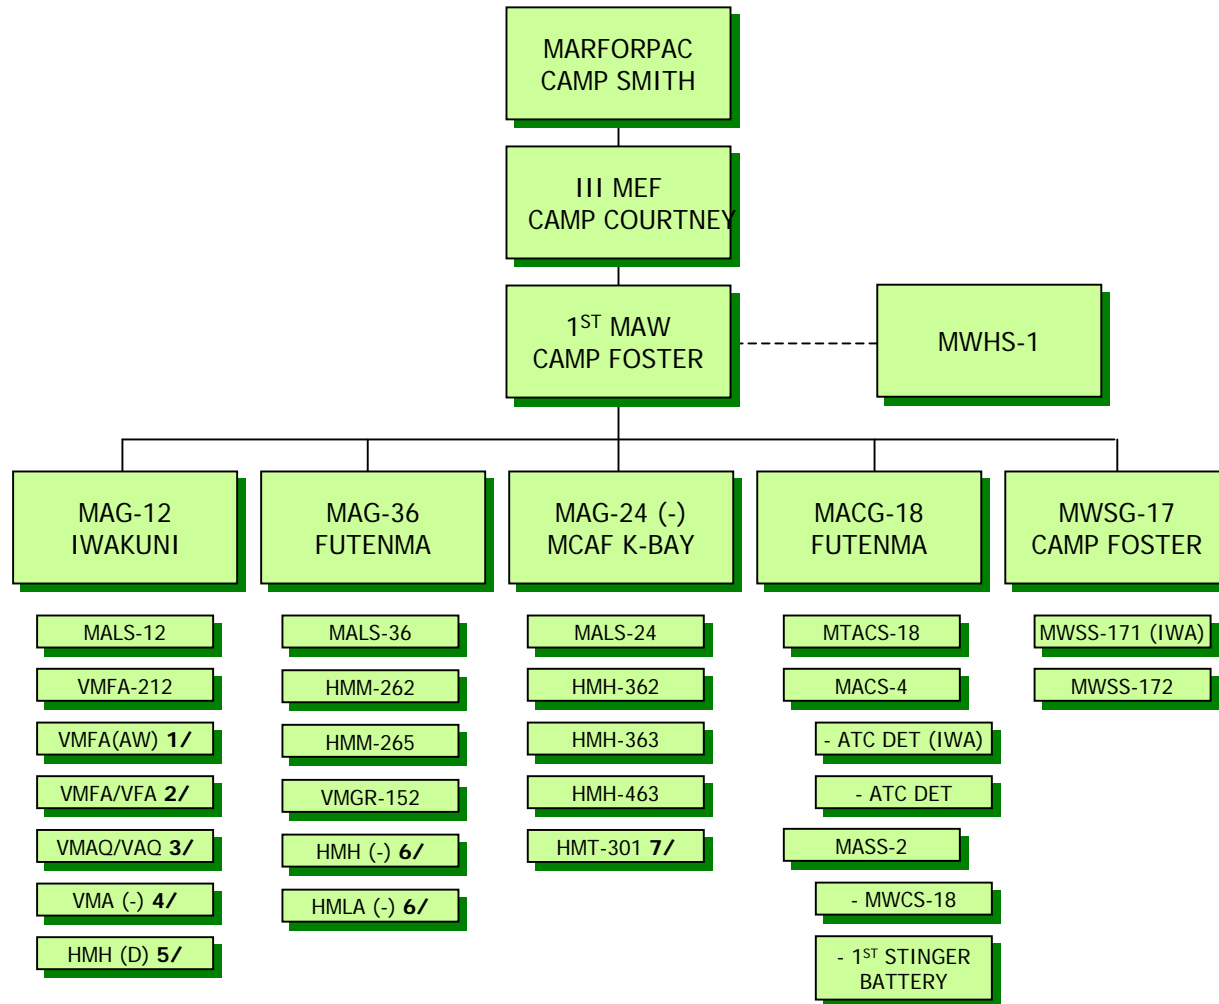 MARFORPAC
CAMP SMITH
III MEF
CAMP COURTNEY
1ST MAW
CAMP FOSTER
MWHS-1
MAG-12
IWAKUNI
MALS-12
VMFA-212
VMFA(AW) 1/
VMFA/VFA 2/
VMAQ/VAQ 3/
VMA (-) 4/
HMH (D) 5/
MAG-36
FUTENMA
MALS-36
HMM-262
HMM-265
VMGR-152
HMH (-) 6/
HMLA (-) 6/
MAG-24 (-)
MCAF K-BAY
MALS-24
HMH-362
HMH-363
HMH-463
HMT-301 7/
MACG-18
FUTENMA
MTACS-18
MACS-4
- ATC DET (IWA)
- ATC DET
MASS-2
- MWCS-18
- 1ST STINGER
BATTERY
MWSG-17
CAMP FOSTER
MWSS-171 (IWA)
MWSS-172